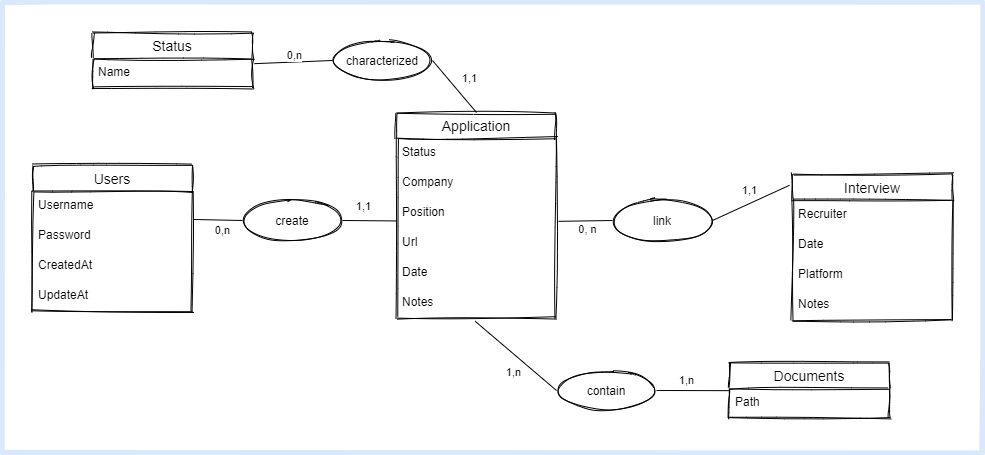 Status
Name
0,n
characterized
1,1
Application
Status
Company
Position
Url
Date
Notes
Users
Username
Password
CreatedAt
UpdateAt
0,n
create
1,1
0, n
link
1,1
Interview
Recruiter
Date
Platform
Notes
1,n
contain
1,n
Documents
Path